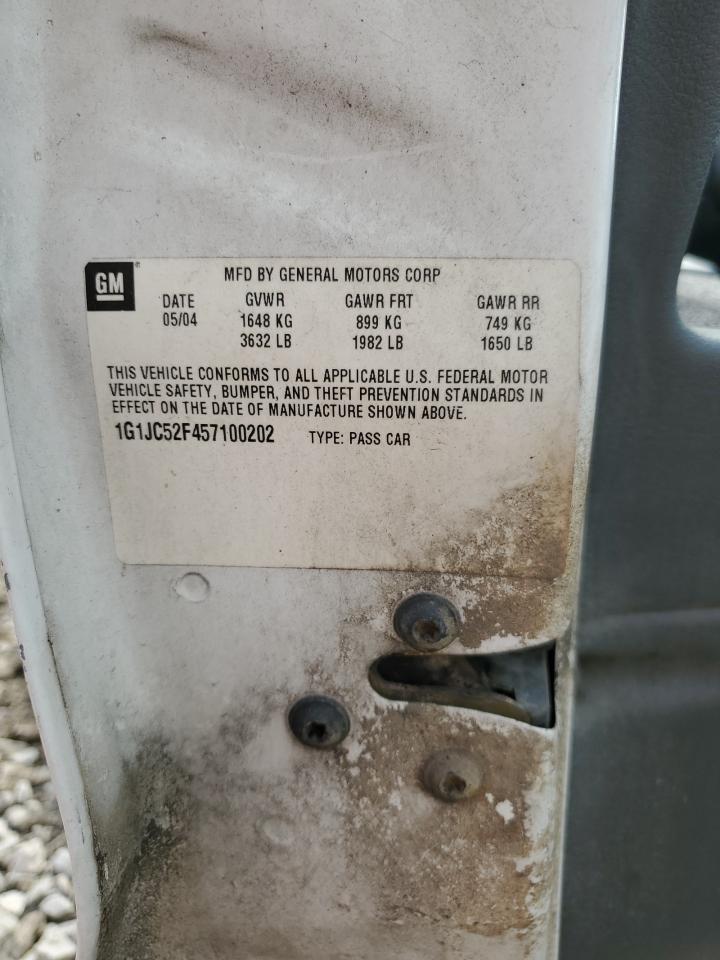 GM
MFD BY GENERAL MOTORS CORP
DATE GVWR GAWR FRT GAWR RR
05/04 1648 KG 899 KG 749 KG
3632 LB 1982 LB 1650 LB
THIS VEHICLE CONFORMS TO ALL APPLICABLE U.S. FEDERAL MOTOR
VEHICLE SAFETY, BUMPER, AND THEFT PREVENTION STANDARDS IN
EFFECT ON THE DATE OF MANUFACTURE SHOWN ABOVE.
1G1JC52F457100202 TYPE: PASS CAR